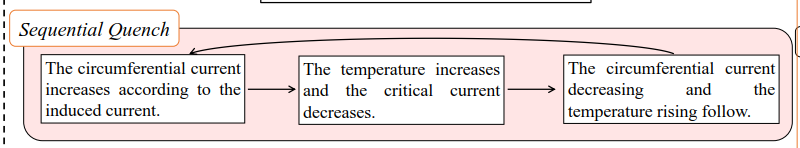 Sequential Quench
The circumferential current
increases according to the
induced current.
The temperature increases
and the critical current
decreases.
The circumferential current
decreasing and the
temperature rising follow.